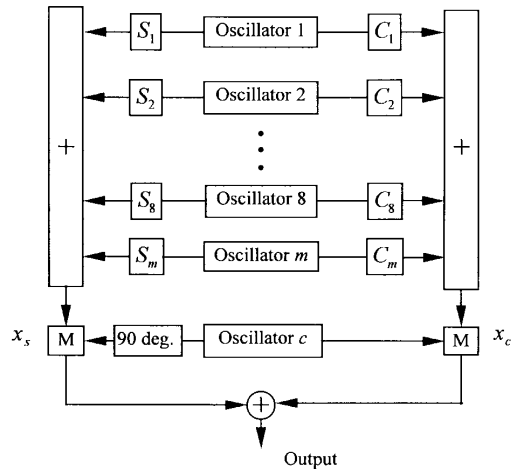 S₁ Oscillator 1 C₁
S₂ Oscillator 2 C₂
+ +
S₈ Oscillator 8 C₈
Sₘ Oscillator m Cₘ
xₛ M 90 deg. Oscillator c M x_c
+
Output